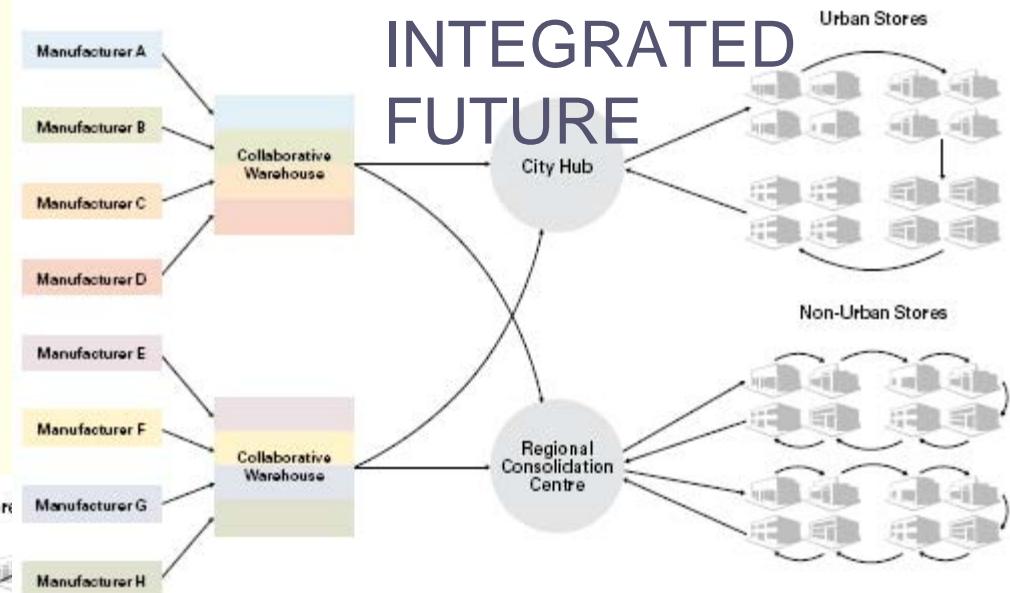 INTEGRATED
FUTURE
Manufacturer A
Manufacturer B
Manufacturer C
Manufacturer D
Manufacturer E
Manufacturer F
Manufacturer G
Manufacturer H
Collaborative
Warehouse
Collaborative
Warehouse
City Hub
Regional
Consolidation
Centre
Urban Stores
Non-Urban Stores